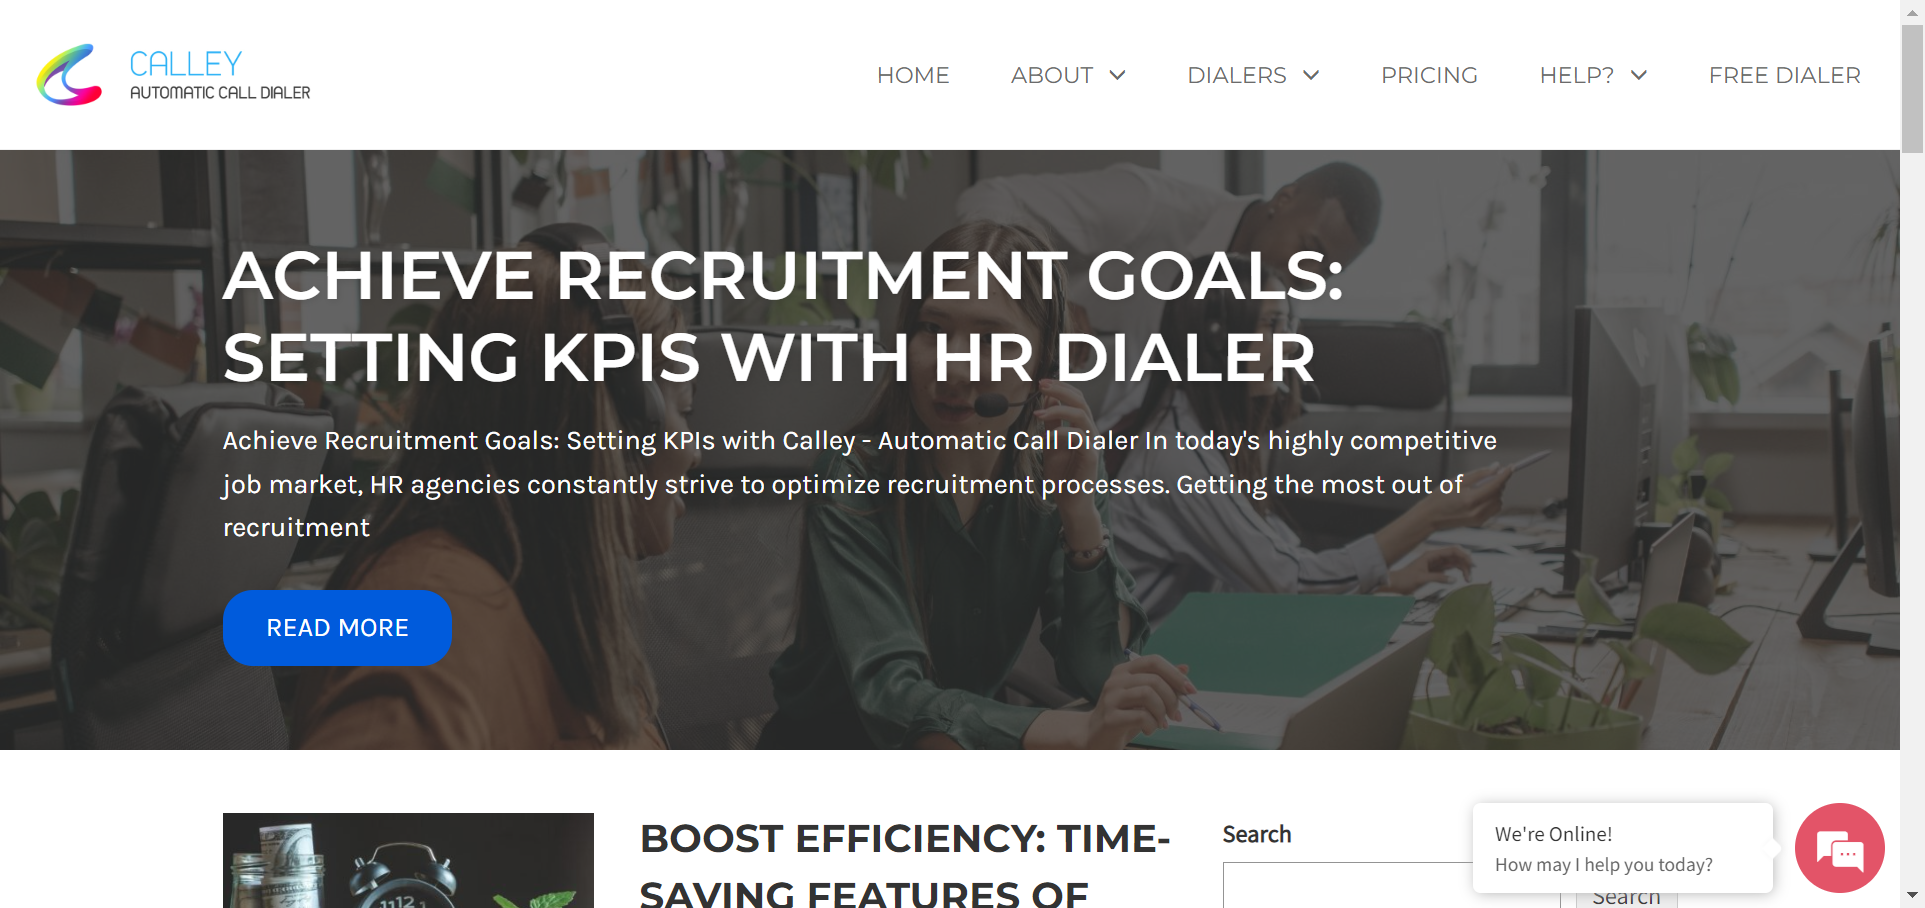 CALLEY
AUTOMATIC CALL DIALER
HOME
ABOUT
DIALERS
PRICING
HELP?
FREE DIALER
ACHIEVE RECRUITMENT GOALS:
SETTING KPIS WITH HR DIALER
Achieve Recruitment Goals: Setting KPIs with Calley - Automatic Call Dialer In today's highly competitive
job market, HR agencies constantly strive to optimize recruitment processes. Getting the most out of
recruitment
READ MORE
11 12 1
BOOST EFFICIENCY: TIME-
SAVING FEATURES OF
Search
Search
We're Online!
How may I help you today?